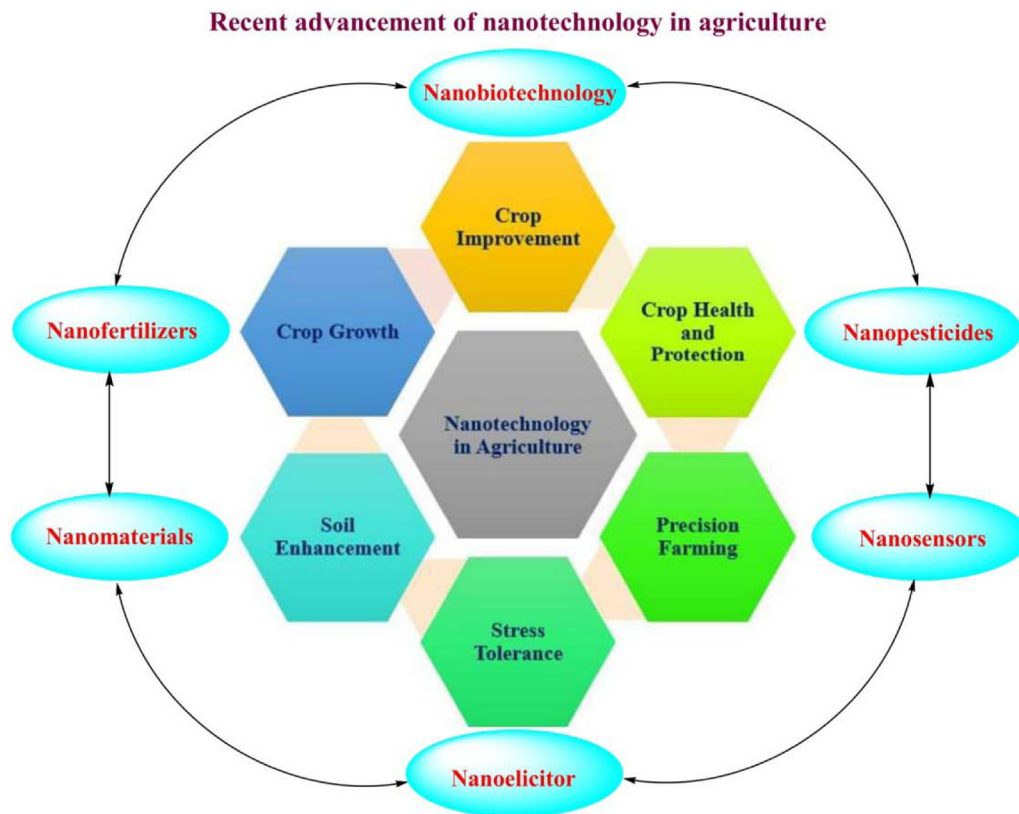 Recent advancement of nanotechnology in agriculture
Nanobiotechnology
Crop
Improvement
Crop Growth
Crop Health
and
Protection
Nanofertilizers
Nanopesticides
Nanotechnology
in Agriculture
Soil
Enhancement
Precision
Farming
Nanomaterials
Nanosensors
Stress
Tolerance
Nanoelicitor